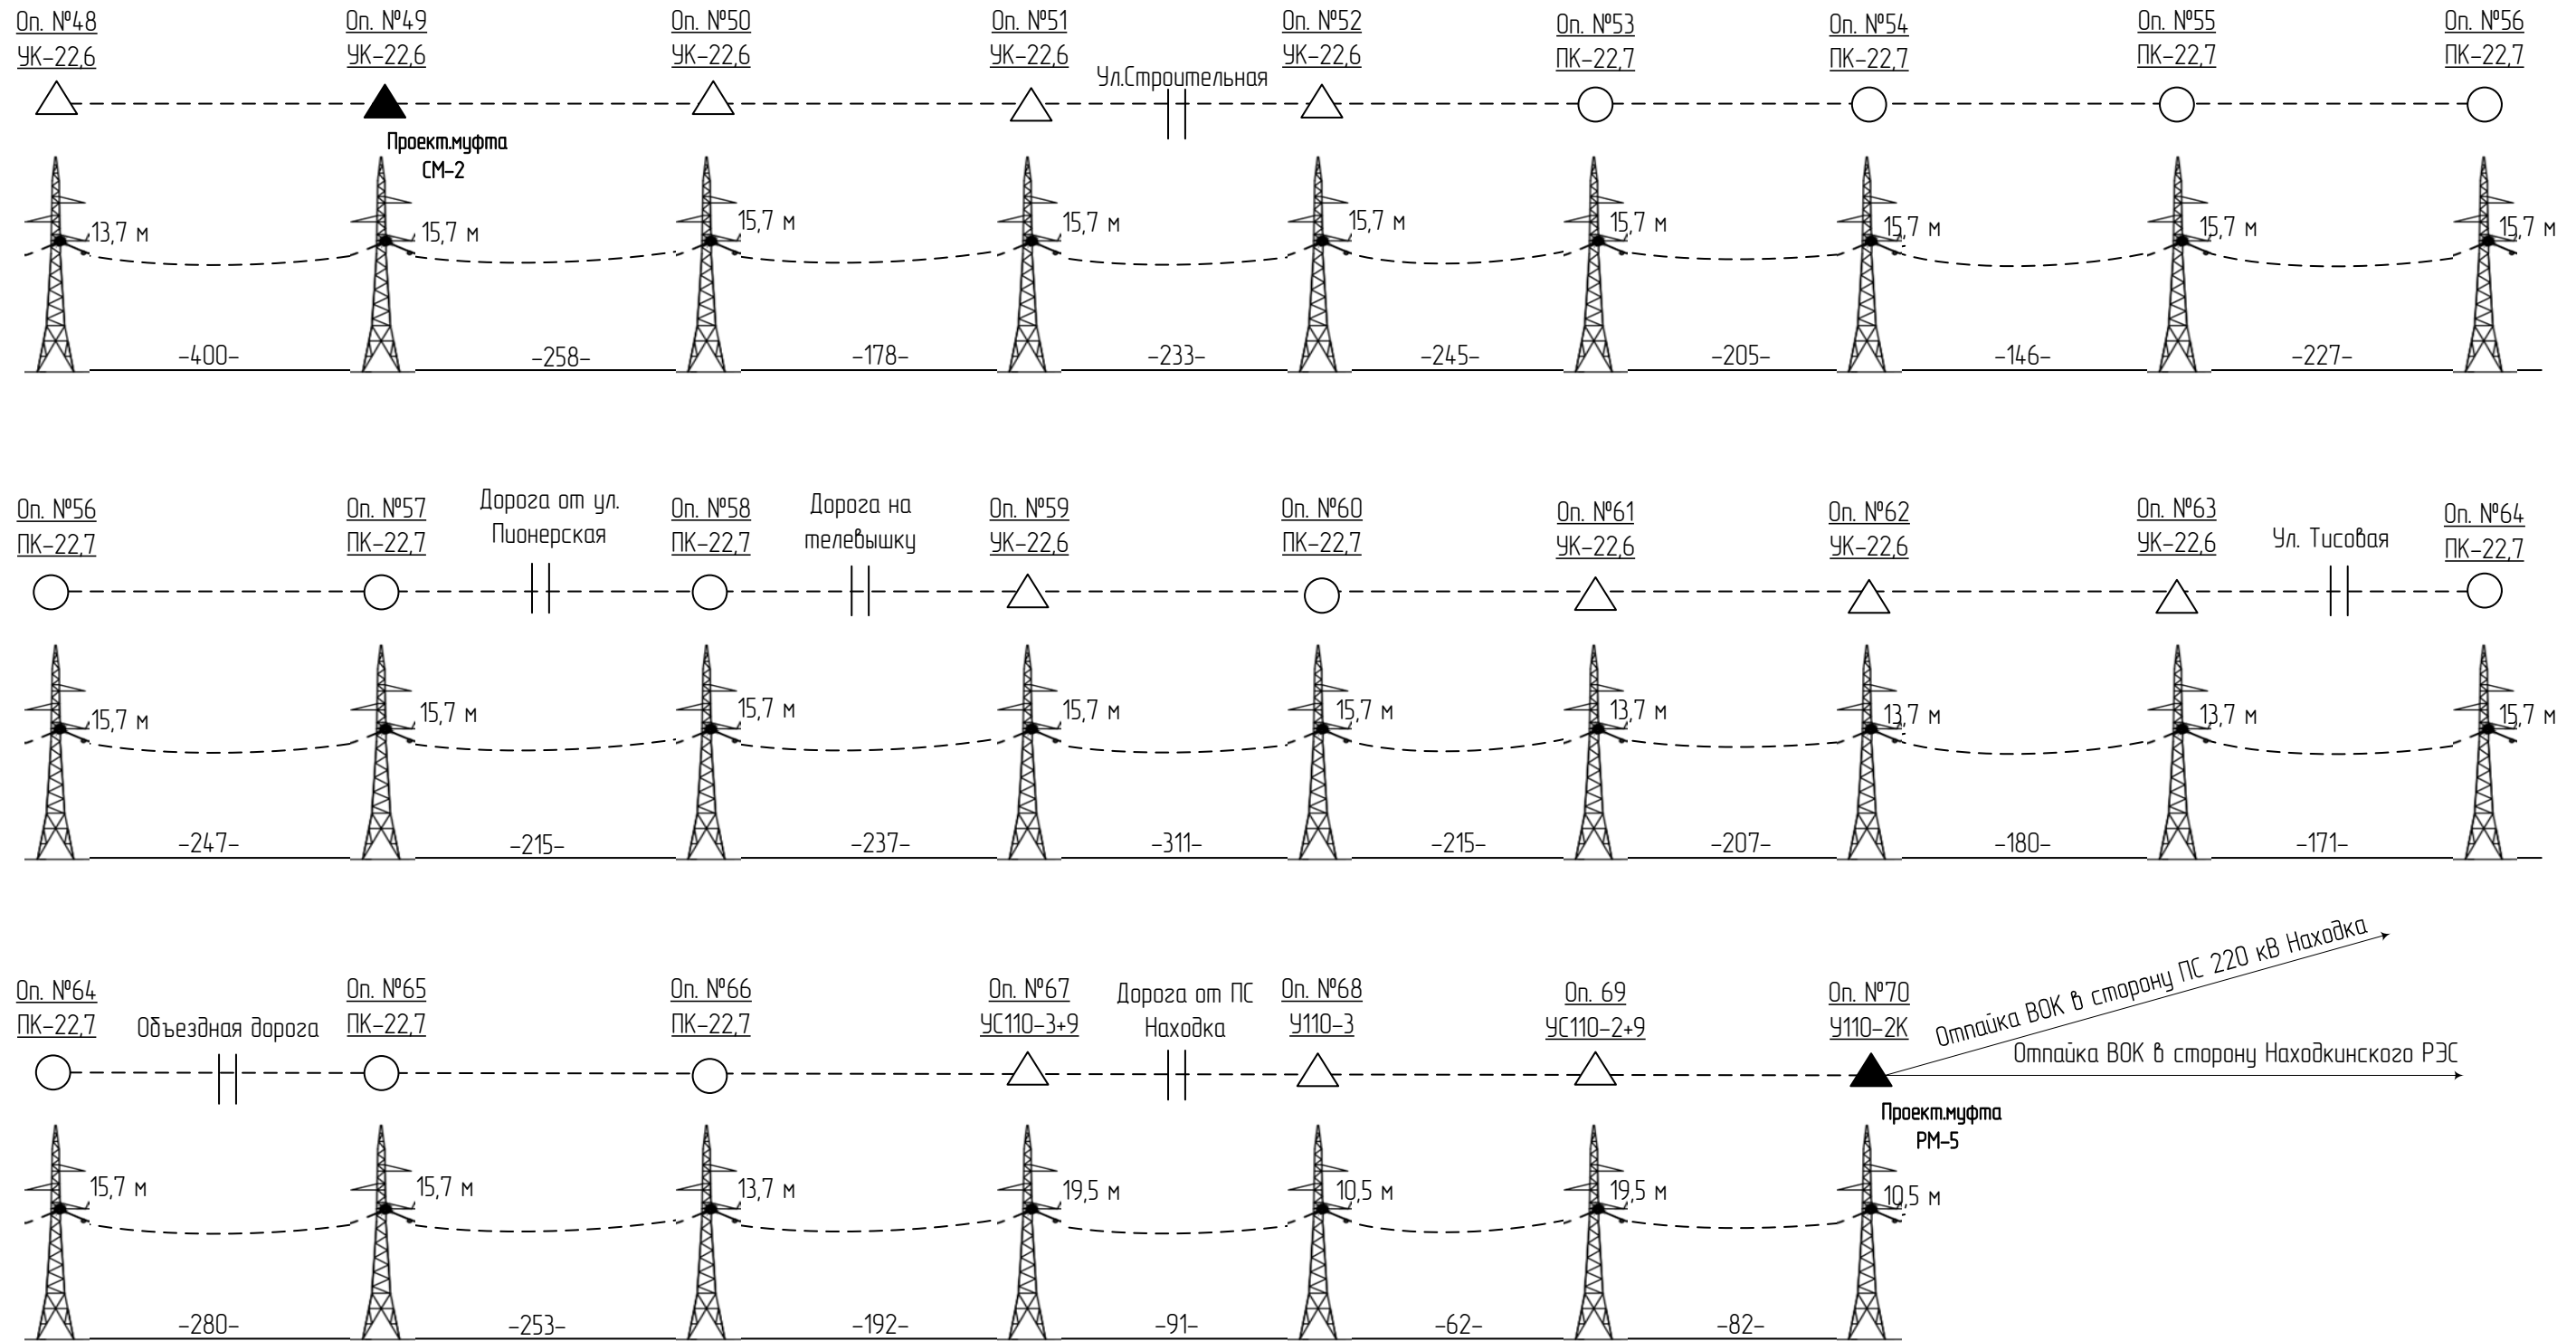 Оп. №48
УК-22,6
Оп. №49
УК-22,6
Оп. №50
УК-22,6
Оп. №51
УК-22,6
Ул.Строительная
Оп. №52
УК-22,6
Оп. №53
ПК-22,7
Оп. №54
ПК-22,7
Оп. №55
ПК-22,7
Оп. №56
ПК-22,7
Проект.муфта
СМ-2
13,7 м
15,7 м
15,7 м
15,7 м
15,7 м
15,7 м
15,7 м
15,7 м
15,7 м
-400-
-258-
-178-
-233-
-245-
-205-
-146-
-227-
Оп. №56
ПК-22,7
Оп. №57
ПК-22,7
Дорога от ул.
Пионерская
Оп. №58
ПК-22,7
Дорога на
телевышку
Оп. №59
УК-22,6
Оп. №60
ПК-22,7
Оп. №61
УК-22,6
Оп. №62
УК-22,6
Оп. №63
УК-22,6
Ул. Тисовая
Оп. №64
ПК-22,7
15,7 м
15,7 м
15,7 м
15,7 м
15,7 м
13,7 м
13,7 м
13,7 м
15,7 м
-247-
-215-
-237-
-311-
-215-
-207-
-180-
-171-
Оп. №64
ПК-22,7
Объездная дорога
Оп. №65
ПК-22,7
Оп. №66
ПК-22,7
Оп. №67
УС110-3+9
Дорога от ПС
Находка
Оп. №68
У110-3
Оп. 69
УС110-2+9
Оп. №70
У110-2К
Отпайка ВОК в сторону ПС 220 кВ Находка
Отпайка ВОК в сторону Находкинского РЭС
Проект.муфта
РМ-5
15,7 м
15,7 м
13,7 м
19,5 м
10,5 м
19,5 м
10,5 м
-280-
-253-
-192-
-91-
-62-
-82-